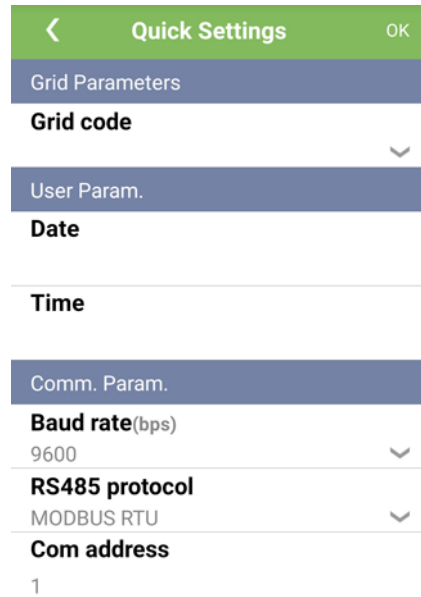 Quick Settings OK
Grid Parameters
Grid code
User Param.
Date
Time
Comm. Param.
Baud rate(bps)
9600
RS485 protocol
MODBUS RTU
Com address
1